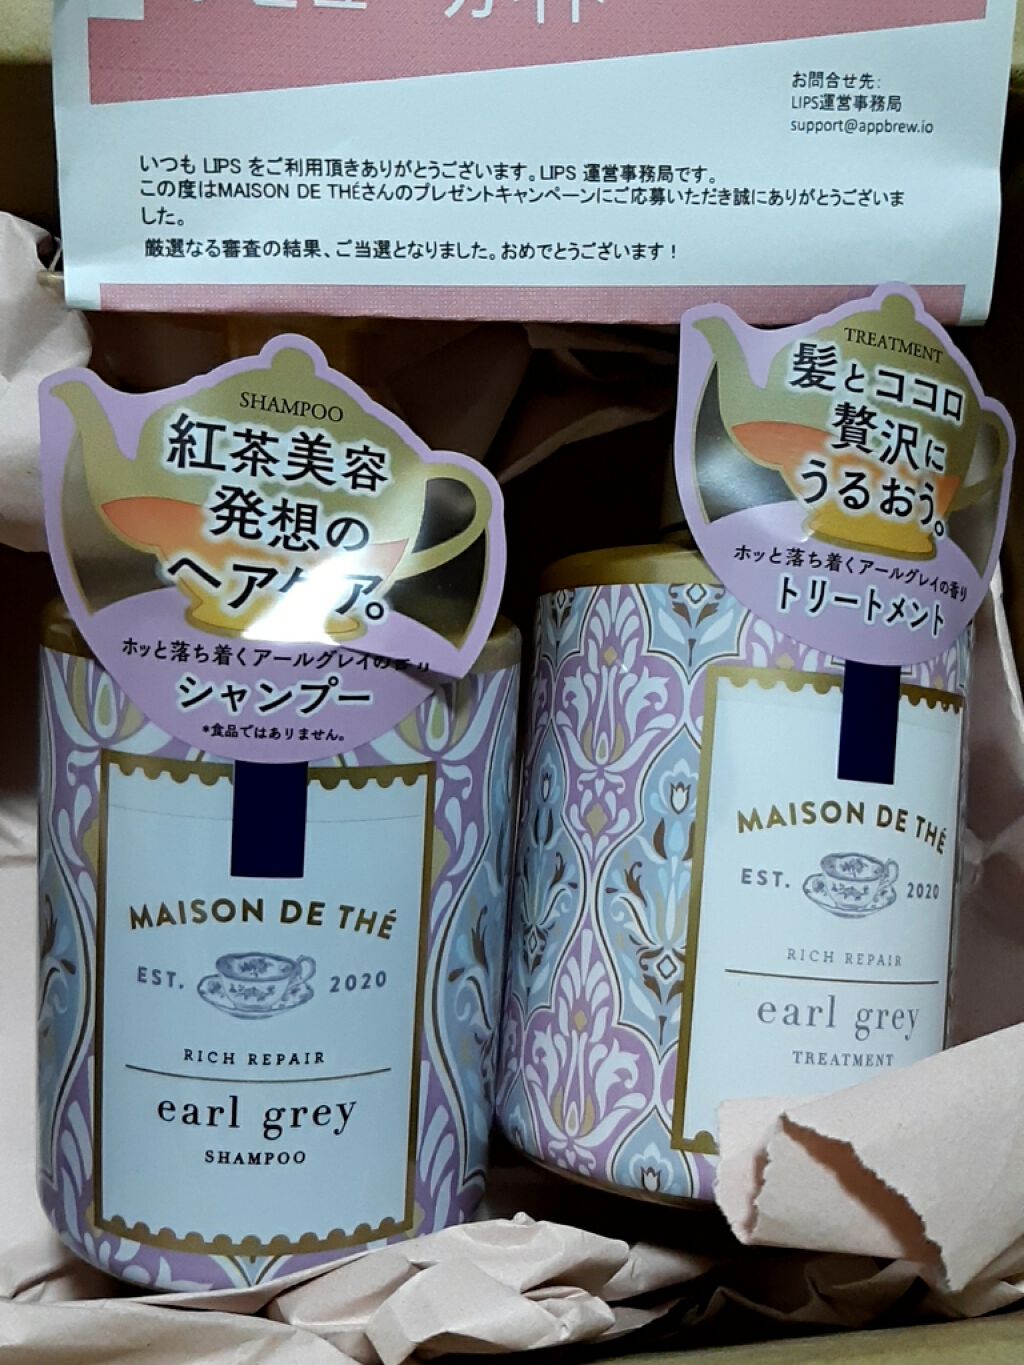 ガイド
お問合せ先:
LIPS運営事務局
support@appbrew.io
いつも LIPS をご利用頂きありがとうございます。LIPS 運営事務局です。
この度はMAISON DE THÉさんのプレゼントキャンペーンにご応募いただき誠にありがとうございま
した。
厳選なる審査の結果、ご当選となりました。おめでとうございます！
SHAMPOO
紅茶美容
発想の
ヘアケア。
ホッと落ち着くアールグレイの香り
シャンプー
*食品ではありません。
MAISON DE THÉ
EST. 2020
RICH REPAIR
earl grey
SHAMPOO
TREATMENT
髪とココロ
贅沢に
うるおう。
ホッと落ち着くアールグレイの香り
トリートメント
MAISON DE THÉ
EST. 2020
RICH REPAIR
earl grey
TREATMENT